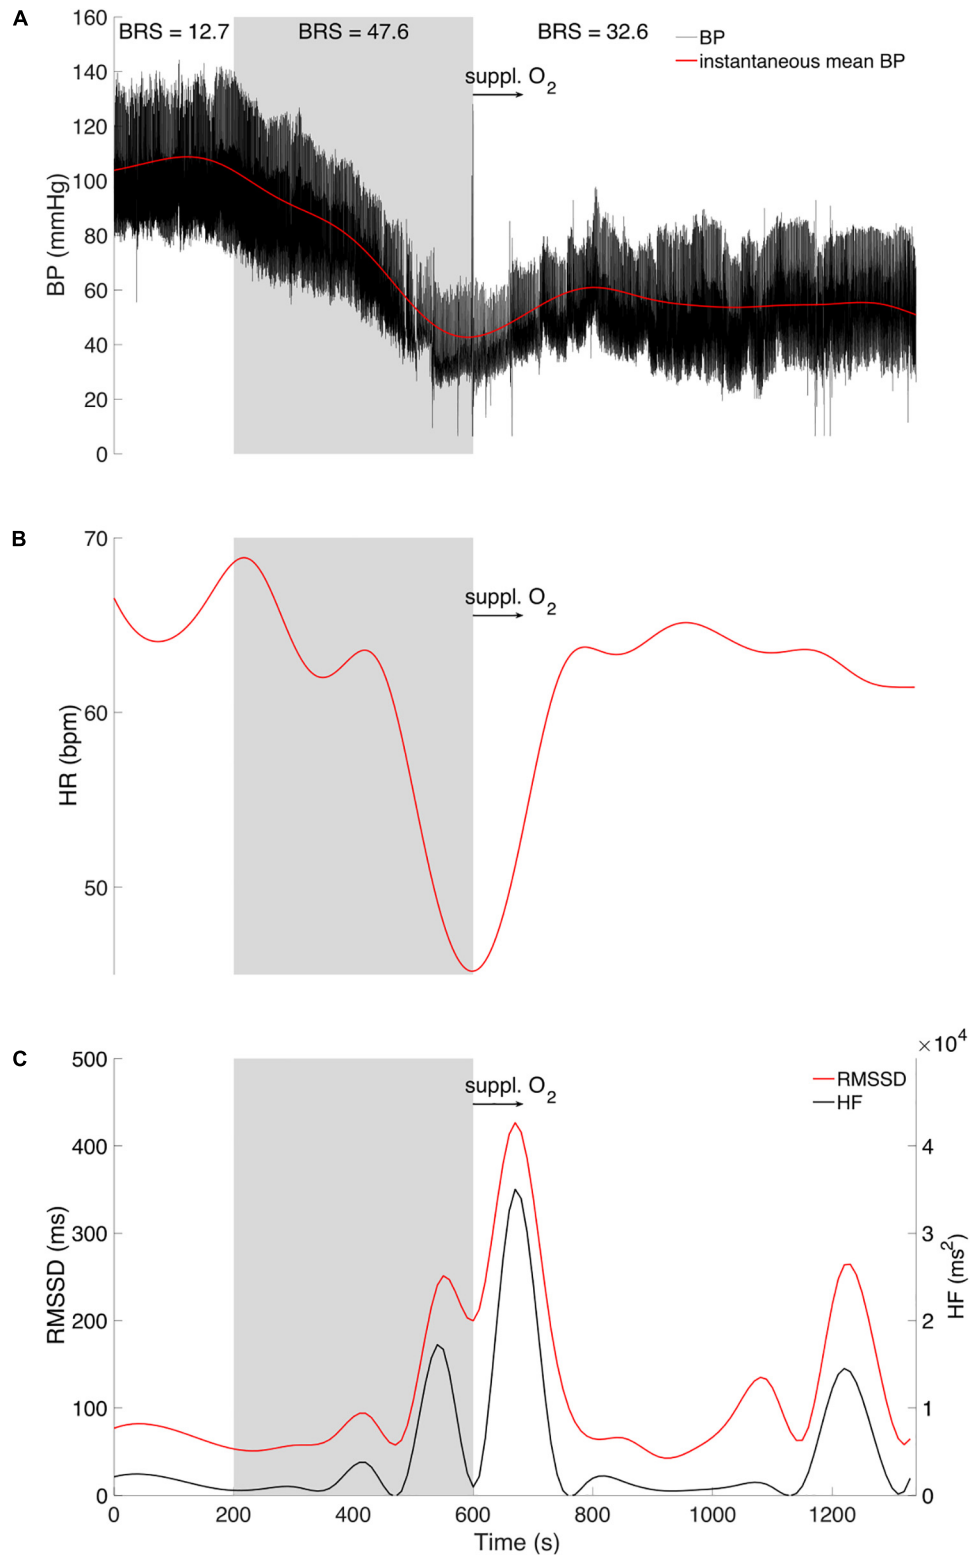 A
160
BRS = 12.7
BRS = 47.6
BRS = 32.6
BP
instantaneous mean BP
suppl. O2
140
120
100
80
60
40
20
0
BP (mmHg)
B
70
60
50
HR (bpm)
suppl. O2
C
×10^4
500
400
300
200
100
0
RMSSD (ms)
suppl. O2
RMSSD
HF
4
3
2
1
0
HF (ms^2)
0 200 400 600 800 1000 1200
Time (s)